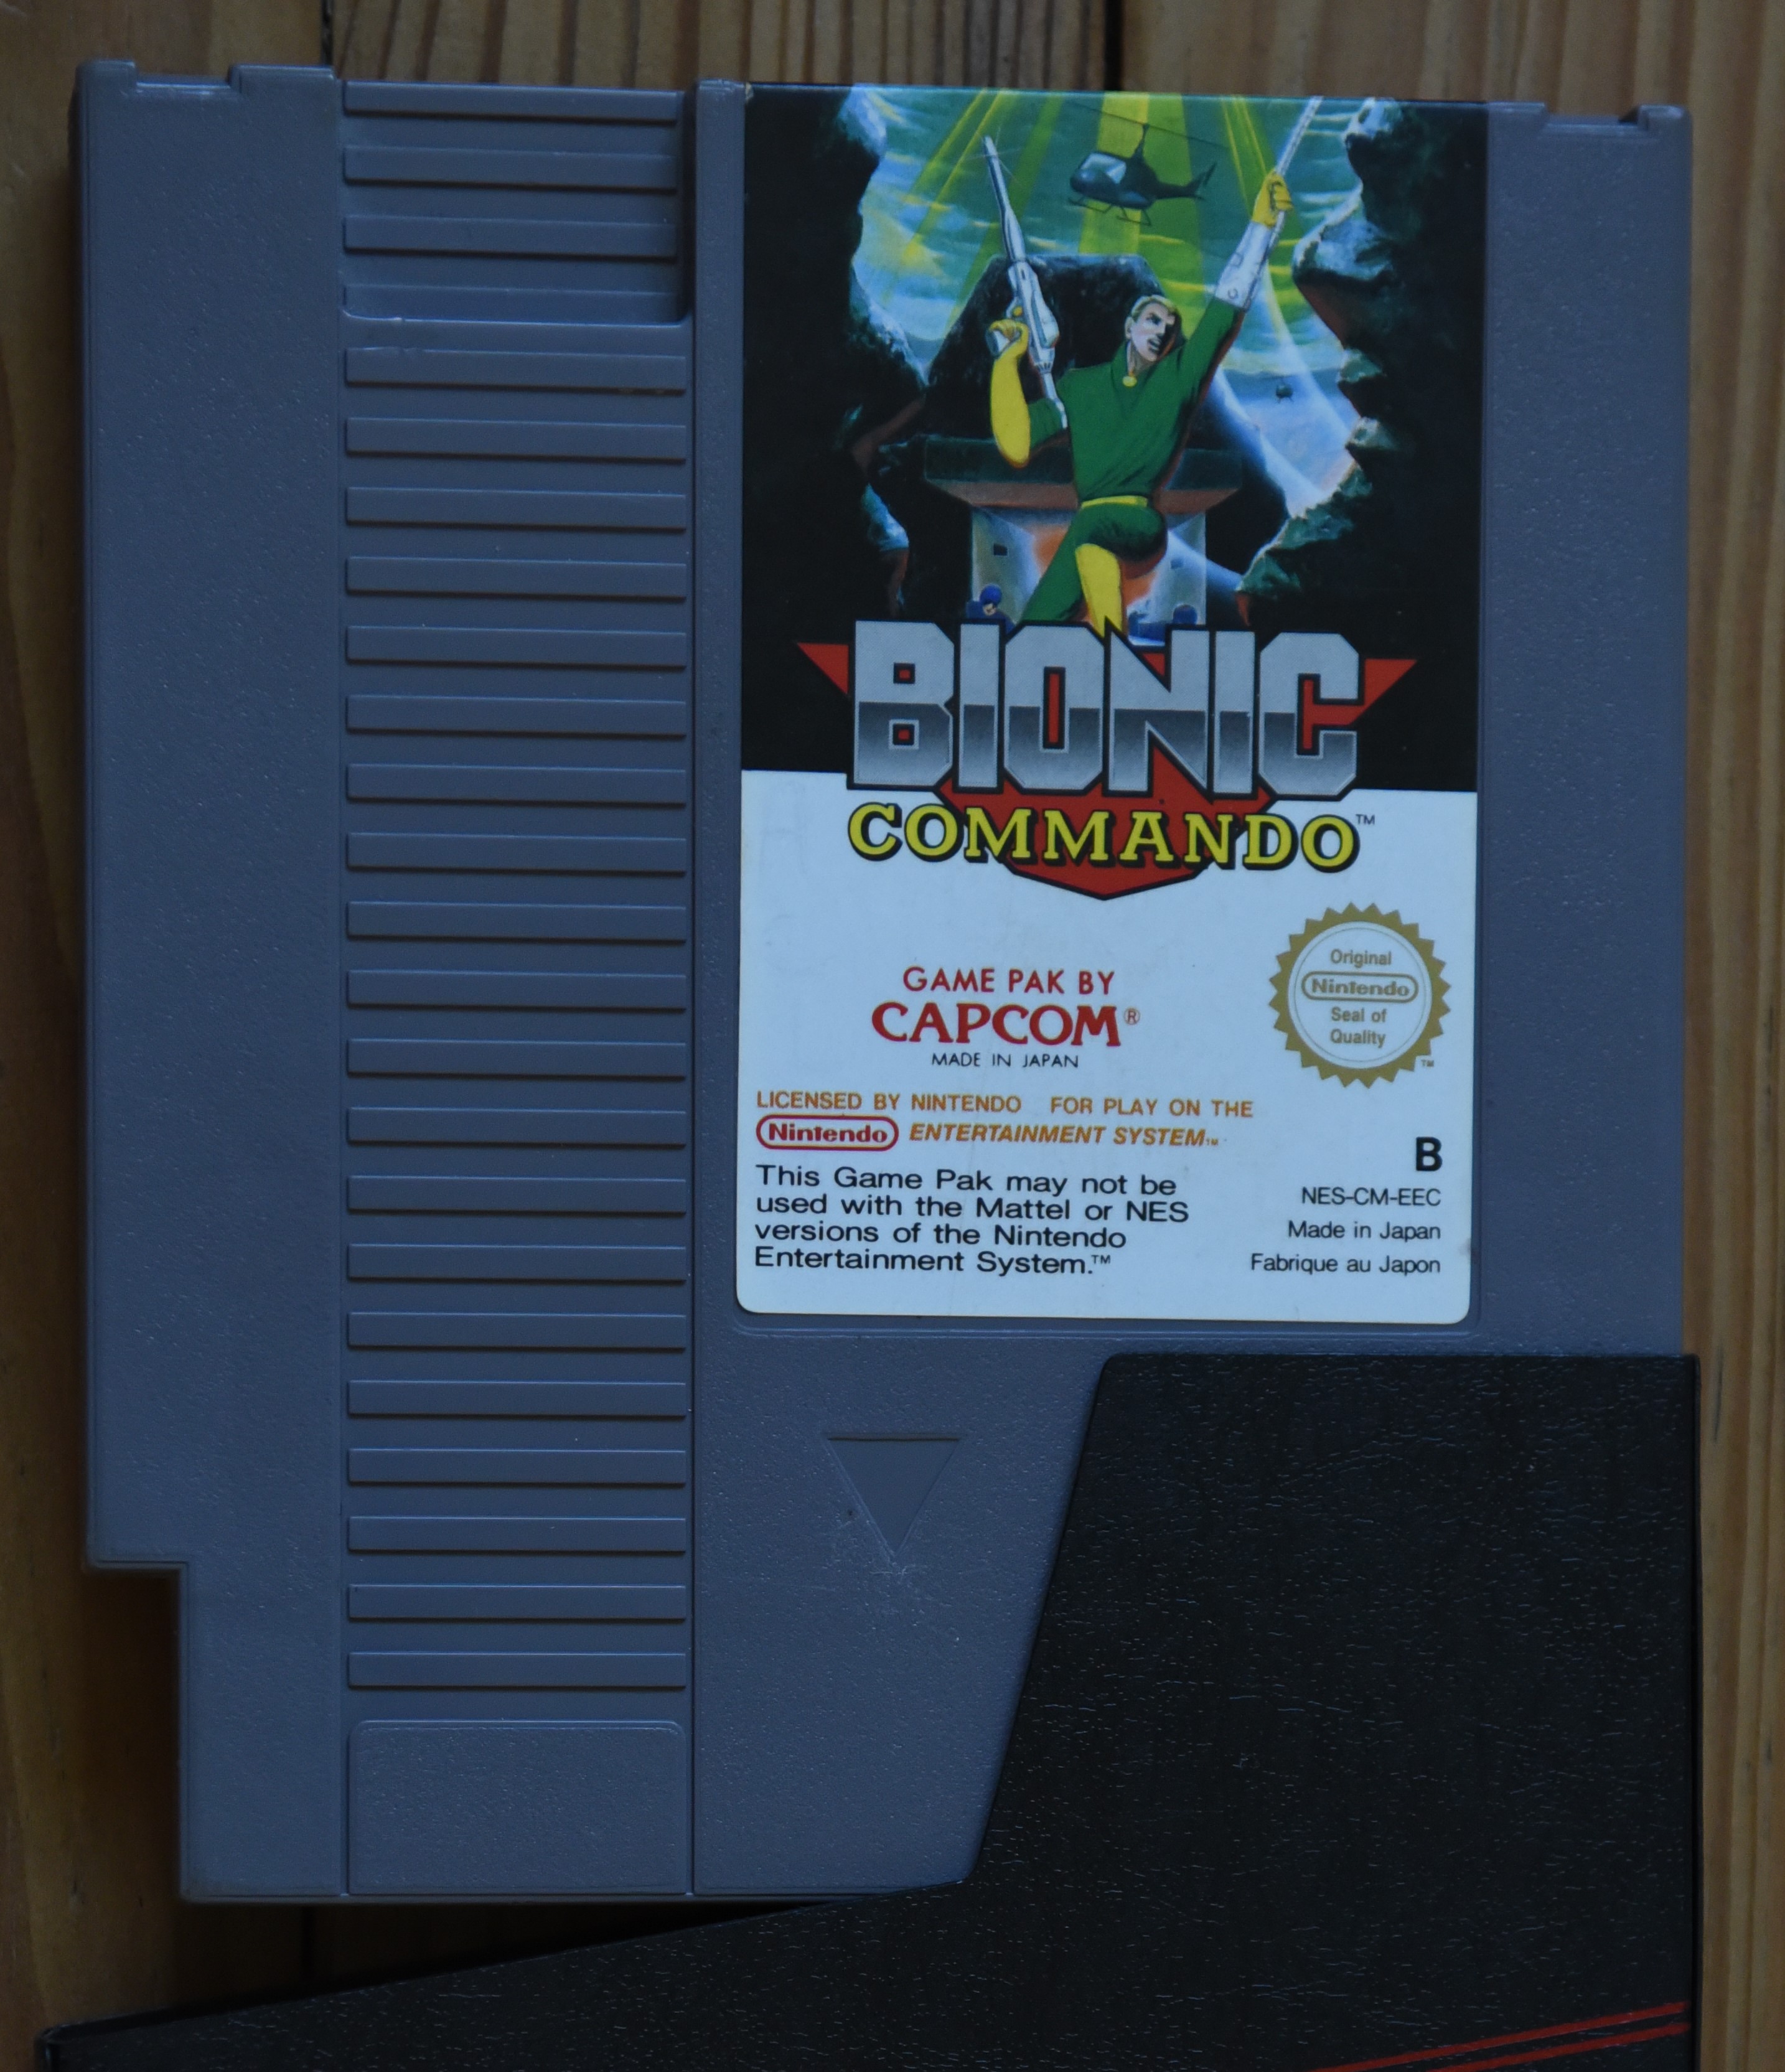 BIONIC
COMMANDO™
GAME PAK BY
CAPCOM®
MADE IN JAPAN
Original
Nintendo
Seal of
Quality
™
LICENSED BY NINTENDO FOR PLAY ON THE
Nintendo ENTERTAINMENT SYSTEM™
This Game Pak may not be
used with the Mattel or NES
versions of the Nintendo
Entertainment System.™
B
NES-CM-EEC
Made in Japan
Fabrique au Japon